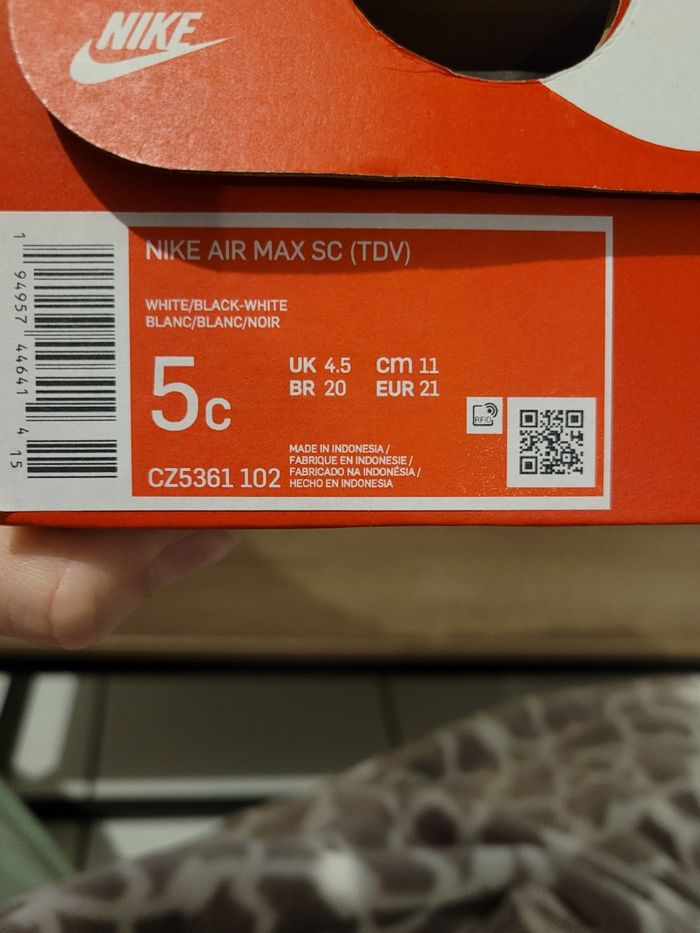 NIKE
NIKE AIR MAX SC (TDV)
WHITE/BLACK-WHITE
BLANC/BLANC/NOIR
5c
UK 4.5 cm 11
BR 20 EUR 21
RFID
MADE IN INDONESIA /
FABRIQUE EN INDONESIE /
FABRICADO NA INDONÉSIA /
HECHO EN INDONESIA
CZ5361 102
1 94957 44641 4 15